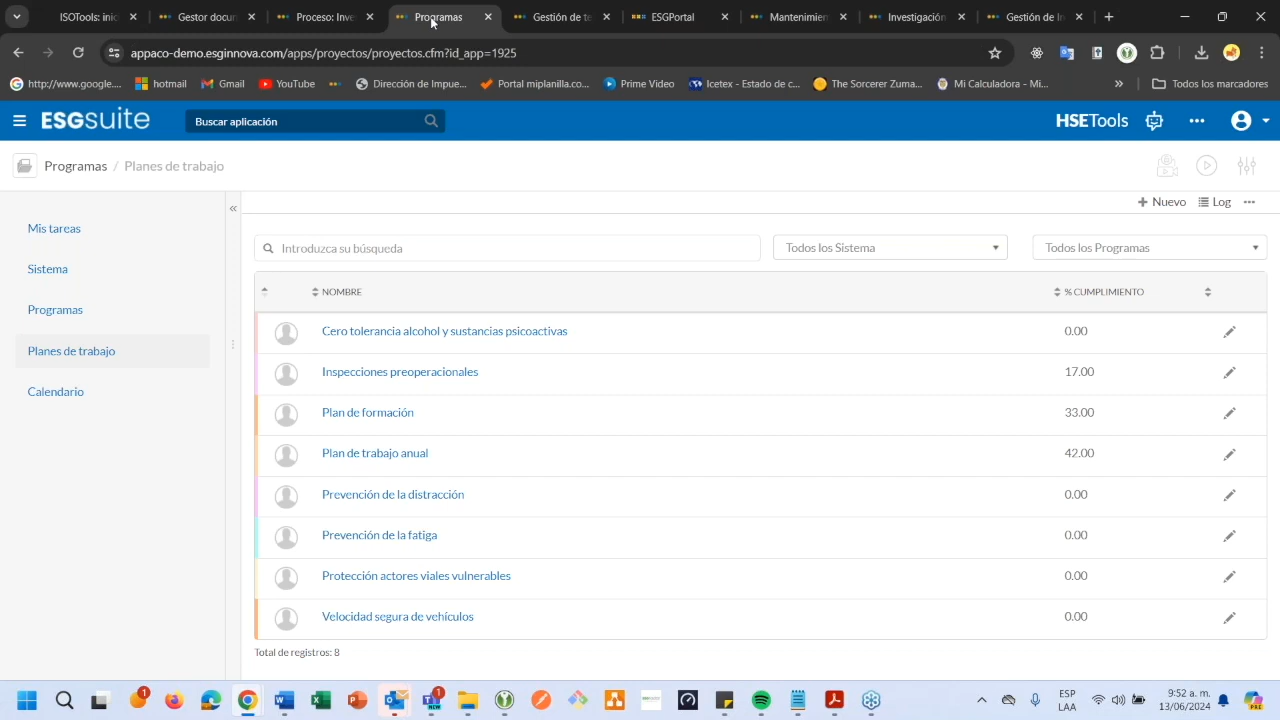 ISOTools: inic
Gestor docur
Proceso: Inve
Programas
Gestión de te
ESGPortal
Mantenimien
Investigación
Gestión de In
appaco-demo.esginnova.com/apps/proyectos/proyectos.cfm?id_app=1925
http://www.google....
hotmail
Gmail
YouTube
Dirección de Impue...
Portal miplanilla.co...
Prime Video
Icetex - Estado de c...
The Sorcerer Zuma...
Mi Calculadora - Mi...
»
Todos los marcadores
ESGsuite
Buscar aplicación
HSETools
Programas / Planes de trabajo
Mis tareas
Sistema
Programas
Planes de trabajo
Calendario
«
+ Nuevo
Log
Introduzca su búsqueda
Todos los Sistema
Todos los Programas
NOMBRE
% CUMPLIMIENTO
Cero tolerancia alcohol y sustancias psicoactivas 0.00
Inspecciones preoperacionales 17.00
Plan de formación 33.00
Plan de trabajo anual 42.00
Prevención de la distracción 0.00
Prevención de la fatiga 0.00
Protección actores viales vulnerables 0.00
Velocidad segura de vehículos 0.00
Total de registros: 8
1
1
ESP
LAA
9:52 a. m.
13/06/2024